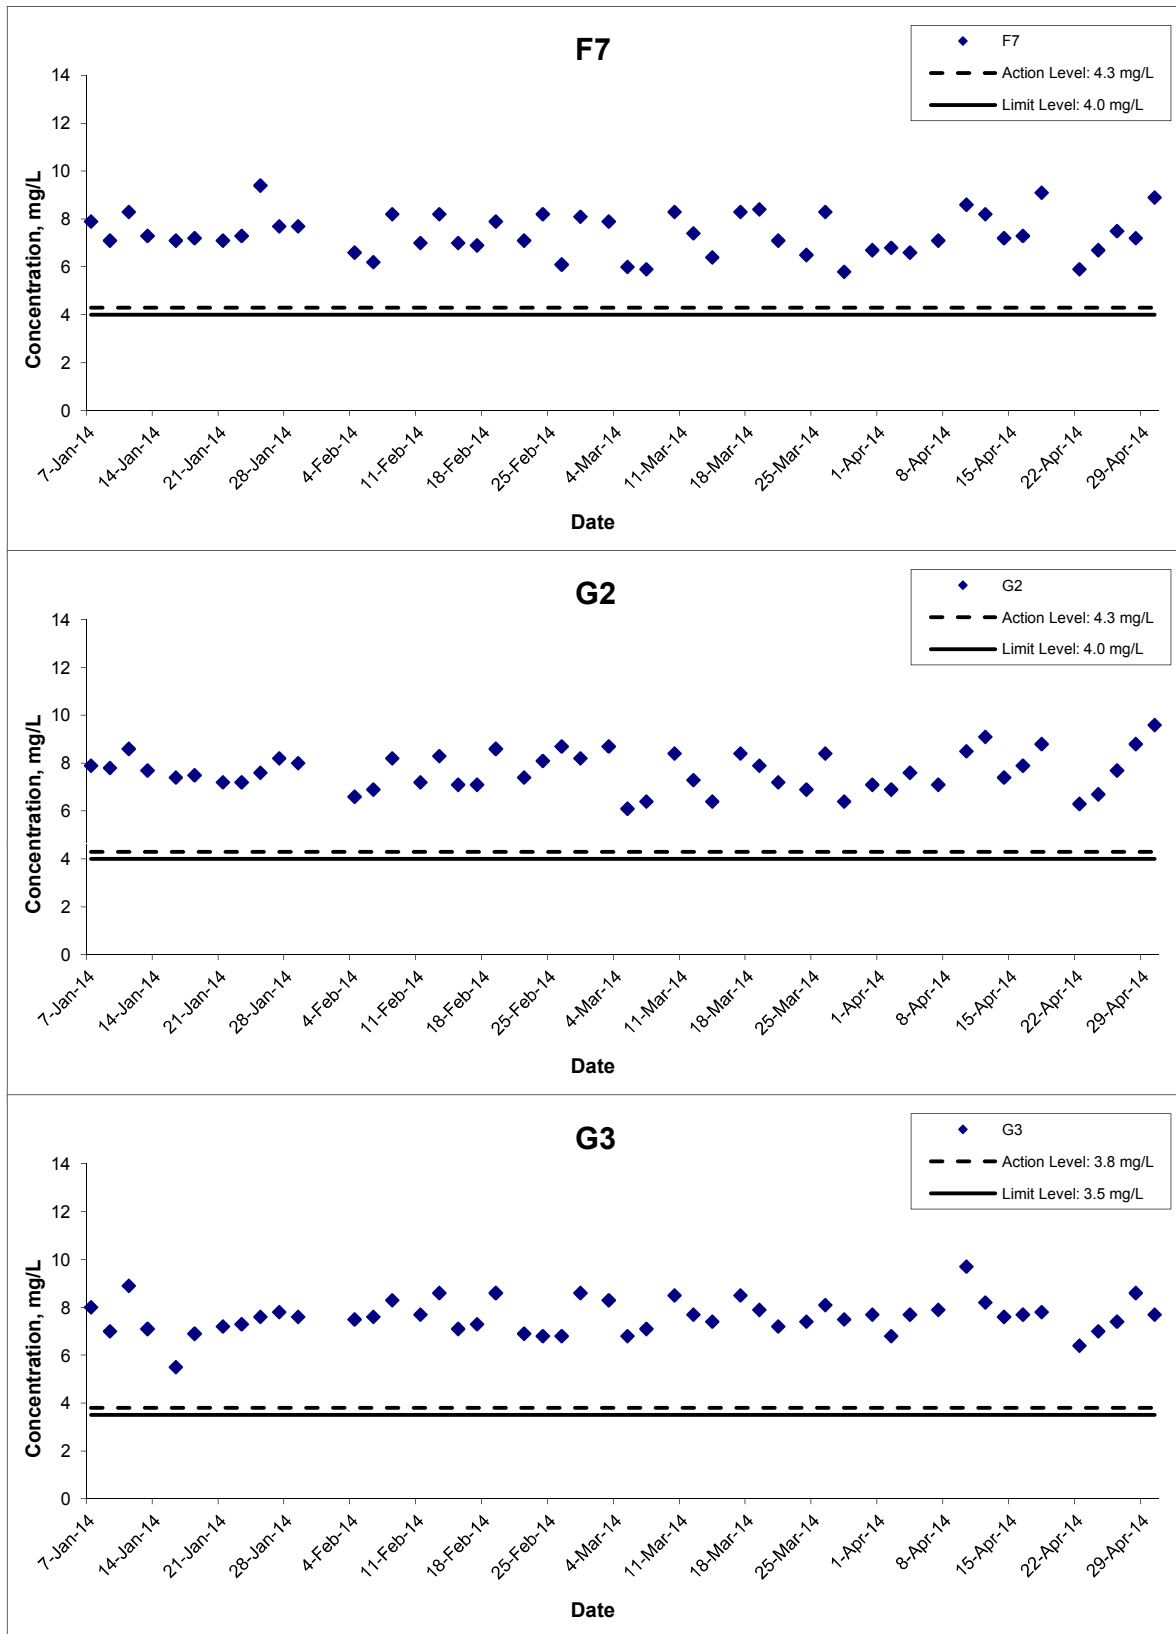 F7
F7
Action Level: 4.3 mg/L
Limit Level: 4.0 mg/L
Concentration, mg/L
14
12
10
8
6
4
2
0
7-Jan-14
14-Jan-14
21-Jan-14
28-Jan-14
4-Feb-14
11-Feb-14
18-Feb-14
25-Feb-14
4-Mar-14
11-Mar-14
18-Mar-14
25-Mar-14
1-Apr-14
8-Apr-14
15-Apr-14
22-Apr-14
29-Apr-14
Date
G2
G2
Action Level: 4.3 mg/L
Limit Level: 4.0 mg/L
Concentration, mg/L
14
12
10
8
6
4
2
0
7-Jan-14
14-Jan-14
21-Jan-14
28-Jan-14
4-Feb-14
11-Feb-14
18-Feb-14
25-Feb-14
4-Mar-14
11-Mar-14
18-Mar-14
25-Mar-14
1-Apr-14
8-Apr-14
15-Apr-14
22-Apr-14
29-Apr-14
Date
G3
G3
Action Level: 3.8 mg/L
Limit Level: 3.5 mg/L
Concentration, mg/L
14
12
10
8
6
4
2
0
7-Jan-14
14-Jan-14
21-Jan-14
28-Jan-14
4-Feb-14
11-Feb-14
18-Feb-14
25-Feb-14
4-Mar-14
11-Mar-14
18-Mar-14
25-Mar-14
1-Apr-14
8-Apr-14
15-Apr-14
22-Apr-14
29-Apr-14
Date